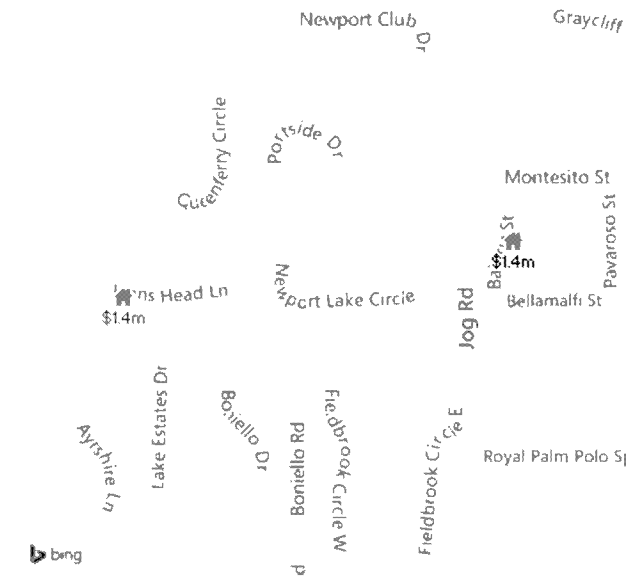 Newport Club
Dr
Graycliff
Queenferry Circle
Portside Dr
Montesito St
St
$1.4m
Pavaroso St
Head Ln
$1.4m
Newport Lake Circle
Jog Rd
Bellamalfi St
Ayrshire Ln
Lake Estates Dr
Boniello Dr
Boniello Rd
Fieldbrook Circle W
Fieldbrook Circle E
Royal Palm Polo
bing